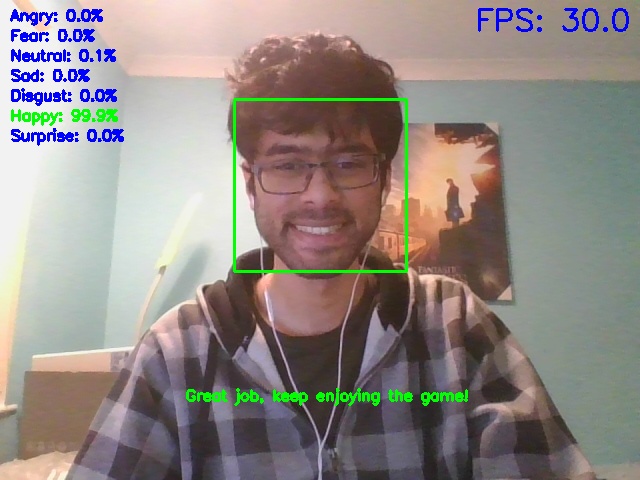 Angry: 0.0%
FPS: 30.0
Fear: 0.0%
Neutral: 0.1%
Sad: 0.0%
Disgust: 0.0%
Happy: 99.9%
Surprise: 0.0%
FANTASTIC
Great job, keep enjoying the game!